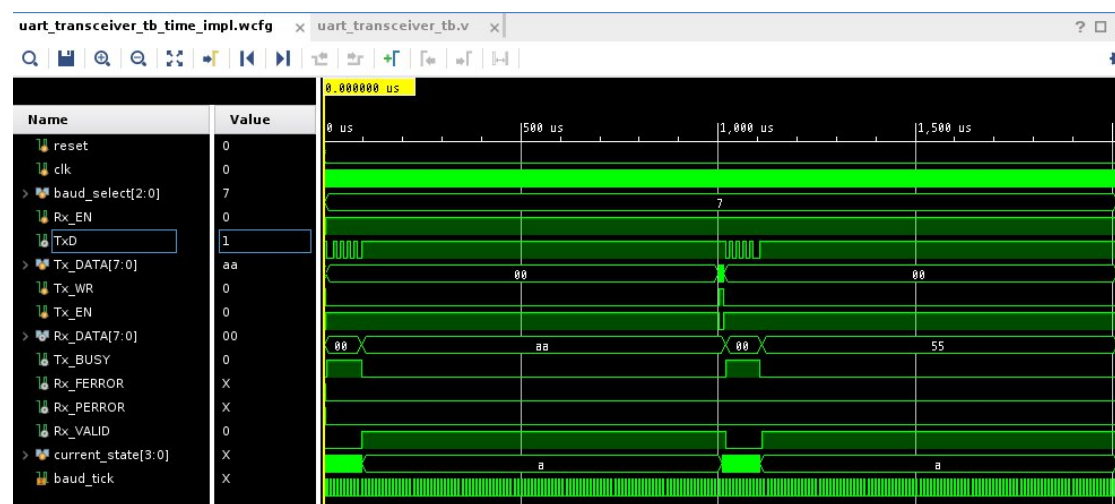 uart_transceiver_tb_time_impl.wcfg × uart_transceiver_tb.v ×
0.000000 us
Name Value
0 us 500 us 1,000 us 1,500 us
reset 0
clk 0
baud_select[2:0] 7 7
Rx_EN 0
TxD 1
Tx_DATA[7:0] aa 00 00
Tx_WR 0
Tx_EN 0
Rx_DATA[7:0] 00 00 aa 00 55
Tx_BUSY 0
Rx_FERROR X
Rx_PERROR X
Rx_VALID 0
current_state[3:0] X a a
baud_tick X